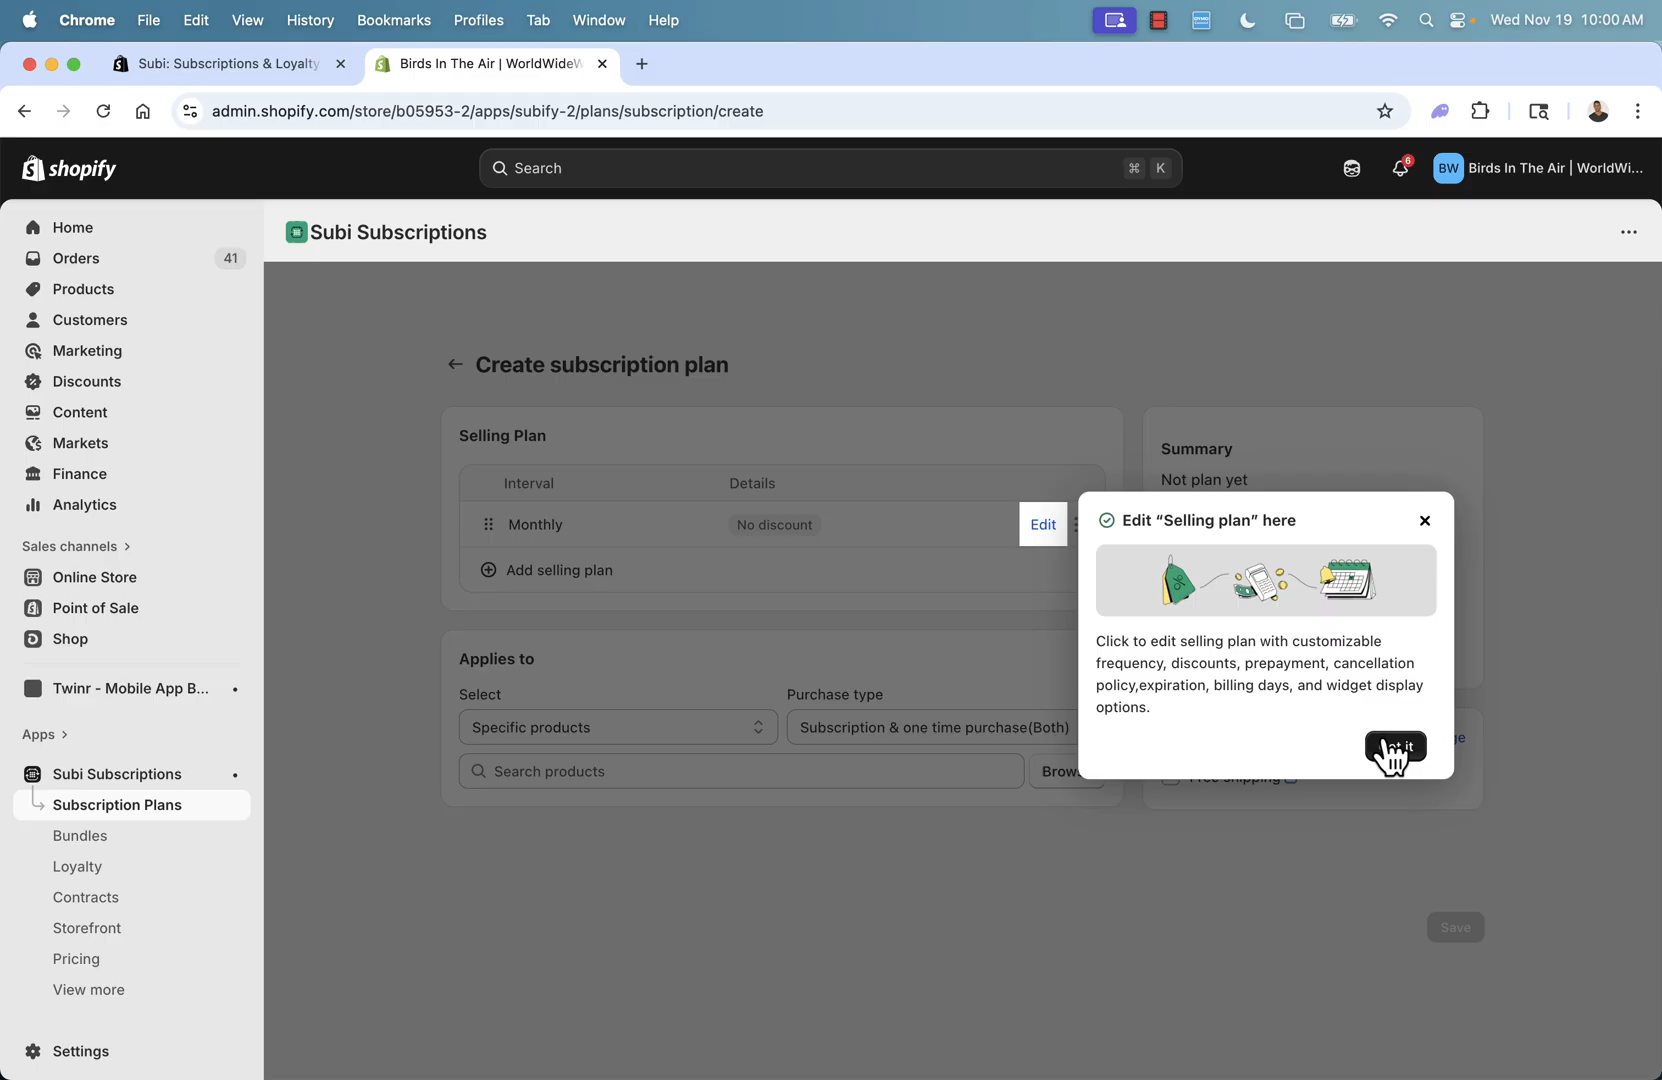 Chrome File Edit View History Bookmarks Profiles Tab Window Help Wed Nov 19 10:00 AM
Subi: Subscriptions & Loyalty
Birds In The Air | WorldWideW
admin.shopify.com/store/b05953-2/apps/subify-2/plans/subscription/create
shopify
Search
⌘ K
6
BW Birds In The Air | WorldWi...
Home
Orders 41
Products
Customers
Marketing
Discounts
Content
Markets
Finance
Analytics
Sales channels
Online Store
Point of Sale
Shop
Twinr - Mobile App B...
Apps
Subi Subscriptions
Subscription Plans
Bundles
Loyalty
Contracts
Storefront
Pricing
View more
Settings
Subi Subscriptions
Create subscription plan
Selling Plan
Interval Details
Monthly No discount Edit
Add selling plan
Applies to
Select Purchase type
Specific products Subscription & one time purchase(Both)
Search products
Summary
Not plan yet
Edit “Selling plan” here
Click to edit selling plan with customizable
frequency, discounts, prepayment, cancellation
policy,expiration, billing days, and widget display
options.
Free shipping
Save